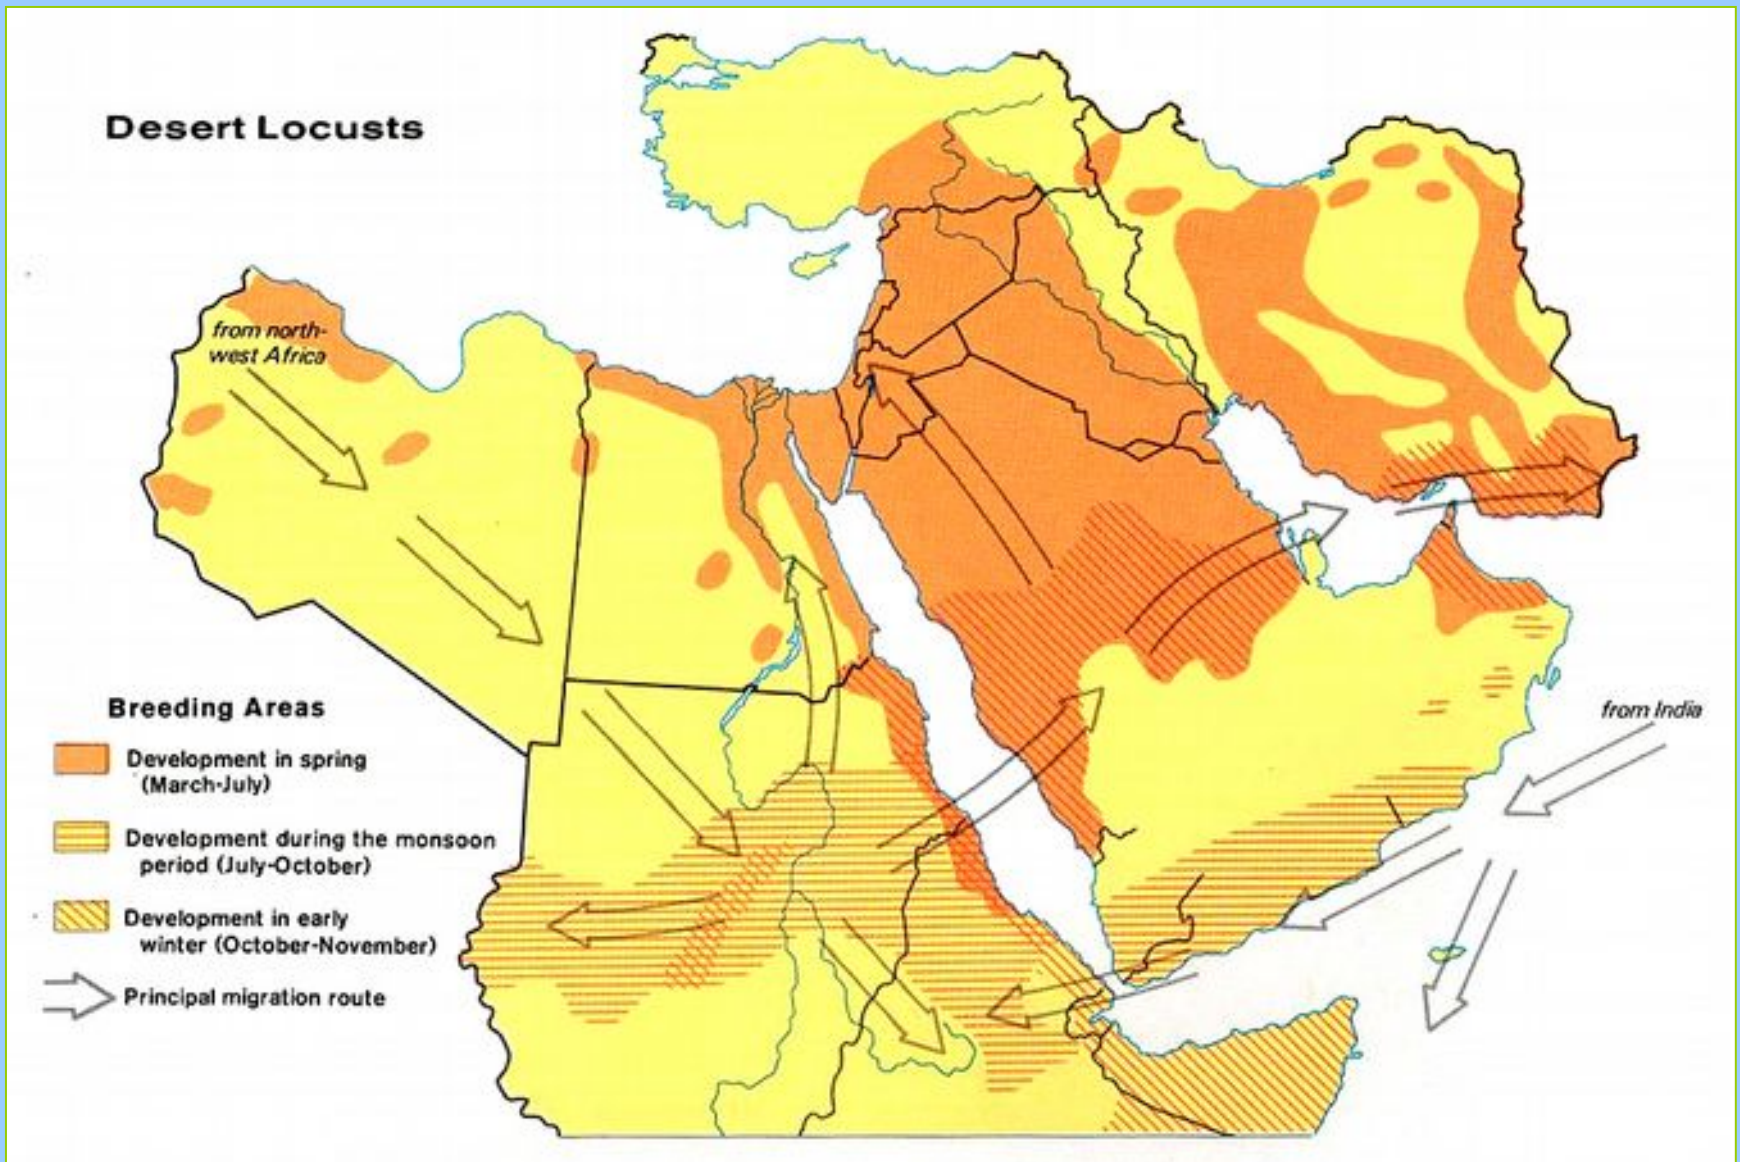 Desert Locusts
from north-
west Africa
from India
Breeding Areas
Development in spring
(March-July)
Development during the monsoon
period (July-October)
Development in early
winter (October-November)
Principal migration route